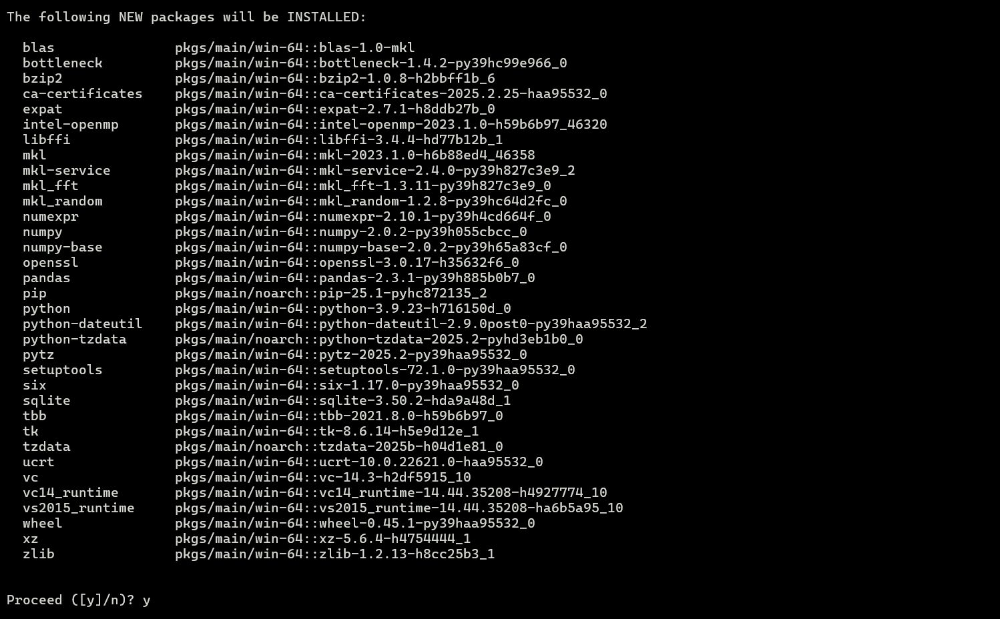 The following NEW packages will be INSTALLED:
blas pkgs/main/win-64::blas-1.0-mkl
bottleneck pkgs/main/win-64::bottleneck-1.4.2-py39hc99e966_0
bzip2 pkgs/main/win-64::bzip2-1.0.8-h2bbff1b_6
ca-certificates pkgs/main/win-64::ca-certificates-2025.2.25-haa95532_0
expat pkgs/main/win-64::expat-2.7.1-h8ddb27b_0
intel-openmp pkgs/main/win-64::intel-openmp-2023.1.0-h59b6b97_46320
libffi pkgs/main/win-64::libffi-3.4.4-hd77b12b_1
mkl pkgs/main/win-64::mkl-2023.1.0-h6b88ed4_46358
mkl-service pkgs/main/win-64::mkl-service-2.4.0-py39h827c3e9_2
mkl_fft pkgs/main/win-64::mkl_fft-1.3.11-py39h827c3e9_0
mkl_random pkgs/main/win-64::mkl_random-1.2.8-py39hc64d2fc_0
numexpr pkgs/main/win-64::numexpr-2.10.1-py39h4cd664f_0
numpy pkgs/main/win-64::numpy-2.0.2-py39h055cbcc_0
numpy-base pkgs/main/win-64::numpy-base-2.0.2-py39h65a83cf_0
openssl pkgs/main/win-64::openssl-3.0.17-h35632f6_0
pandas pkgs/main/win-64::pandas-2.3.1-py39h885b0b7_0
pip pkgs/main/noarch::pip-25.1-pyhc872135_2
python pkgs/main/win-64::python-3.9.23-h716150d_0
python-dateutil pkgs/main/win-64::python-dateutil-2.9.0post0-py39haa95532_2
python-tzdata pkgs/main/noarch::python-tzdata-2025.2-pyhd3eb1b0_0
pytz pkgs/main/win-64::pytz-2025.2-py39haa95532_0
setuptools pkgs/main/win-64::setuptools-72.1.0-py39haa95532_0
six pkgs/main/win-64::six-1.17.0-py39haa95532_0
sqlite pkgs/main/win-64::sqlite-3.50.2-hda9a48d_1
tbb pkgs/main/win-64::tbb-2021.8.0-h59b6b97_0
tk pkgs/main/win-64::tk-8.6.14-h5e9d12e_1
tzdata pkgs/main/noarch::tzdata-2025b-h04d1e81_0
ucrt pkgs/main/win-64::ucrt-10.0.22621.0-haa95532_0
vc pkgs/main/win-64::vc-14.3-h2df5915_10
vc14_runtime pkgs/main/win-64::vc14_runtime-14.44.35208-h4927774_10
vs2015_runtime pkgs/main/win-64::vs2015_runtime-14.44.35208-ha6b5a95_10
wheel pkgs/main/win-64::wheel-0.45.1-py39haa95532_0
xz pkgs/main/win-64::xz-5.6.4-h4754444_1
zlib pkgs/main/win-64::zlib-1.2.13-h8cc25b3_1
Proceed ([y]/n)? y